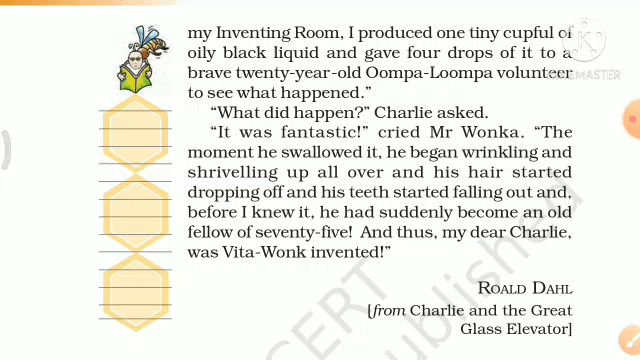 my Inventing Room, I produced one tiny cupful of
oily black liquid and gave four drops of it to a
brave twenty-year-old Oompa-Loompa volunteer
to see what happened.”
“What did happen?” Charlie asked.
“It was fantastic!” cried Mr Wonka. “The
moment he swallowed it, he began wrinkling and
shrivelling up all over and his hair started
dropping off and his teeth started falling out and,
before I knew it, he had suddenly become an old
fellow of seventy-five! And thus, my dear Charlie,
was Vita-Wonk invented!”
ROALD DAHL
[from Charlie and the Great
Glass Elevator]